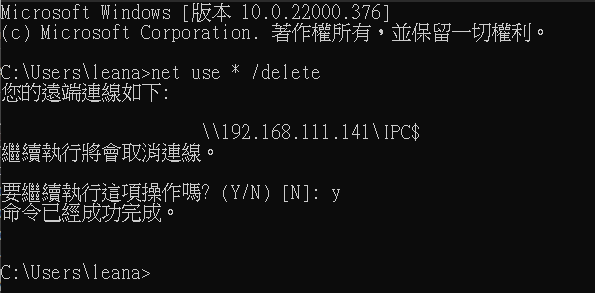 Microsoft Windows [版本 10.0.22000.376]
(c) Microsoft Corporation. 著作權所有，並保留一切權利。
C:\Users\leana>net use * /delete
您的遠端連線如下:
\\192.168.111.141\IPC$
繼續執行將會取消連線。
要繼續執行這項操作嗎? (Y/N) [N]: y
命令已經成功完成。
C:\Users\leana>